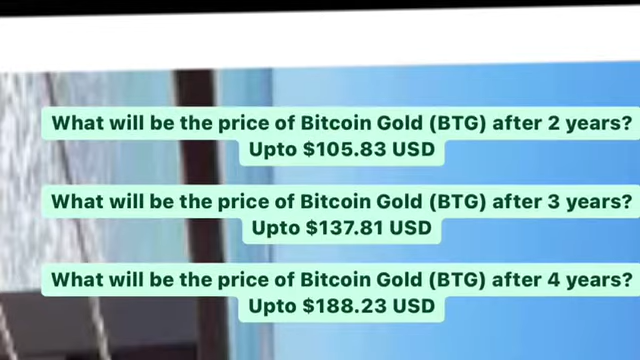 What will be the price of Bitcoin Gold (BTG) after 2 years?
Upto $105.83 USD
What will be the price of Bitcoin Gold (BTG) after 3 years?
Upto $137.81 USD
What will be the price of Bitcoin Gold (BTG) after 4 years?
Upto $188.23 USD